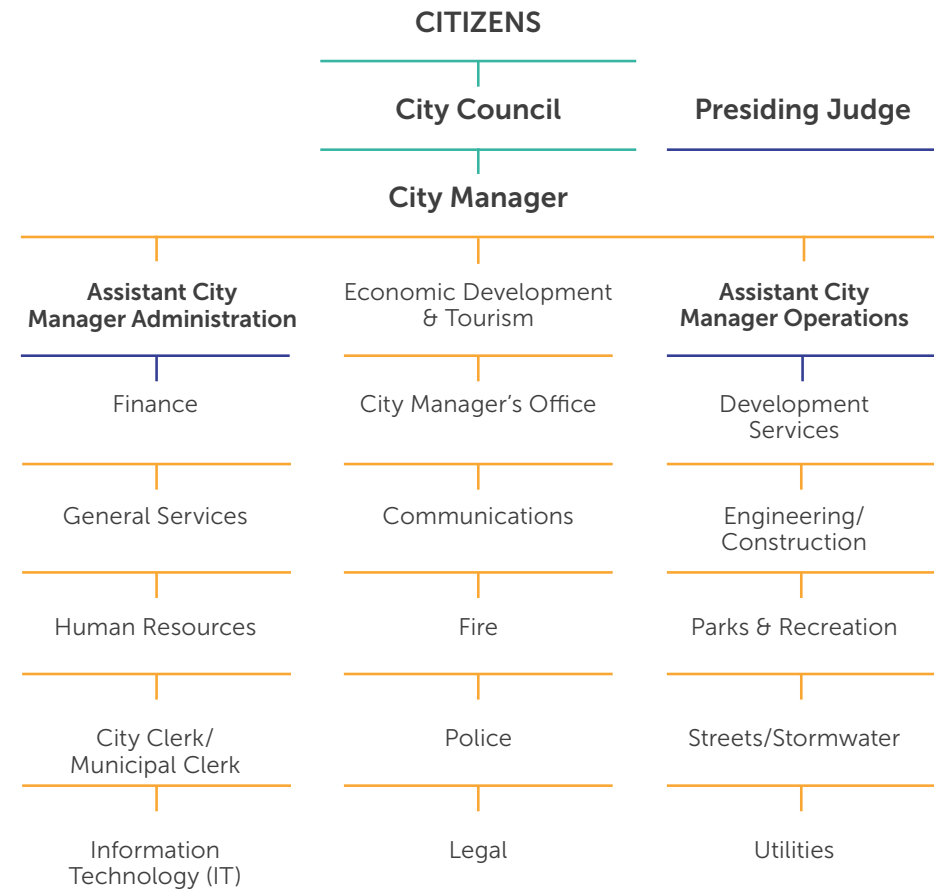 CITIZENS
City Council
Presiding Judge
City Manager
Assistant City
Manager Administration
Economic Development
& Tourism
Assistant City
Manager Operations
Finance
City Manager’s Office
Development
Services
General Services
Communications
Engineering/
Construction
Human Resources
Fire
Parks & Recreation
City Clerk/
Municipal Clerk
Police
Streets/Stormwater
Information
Technology (IT)
Legal
Utilities